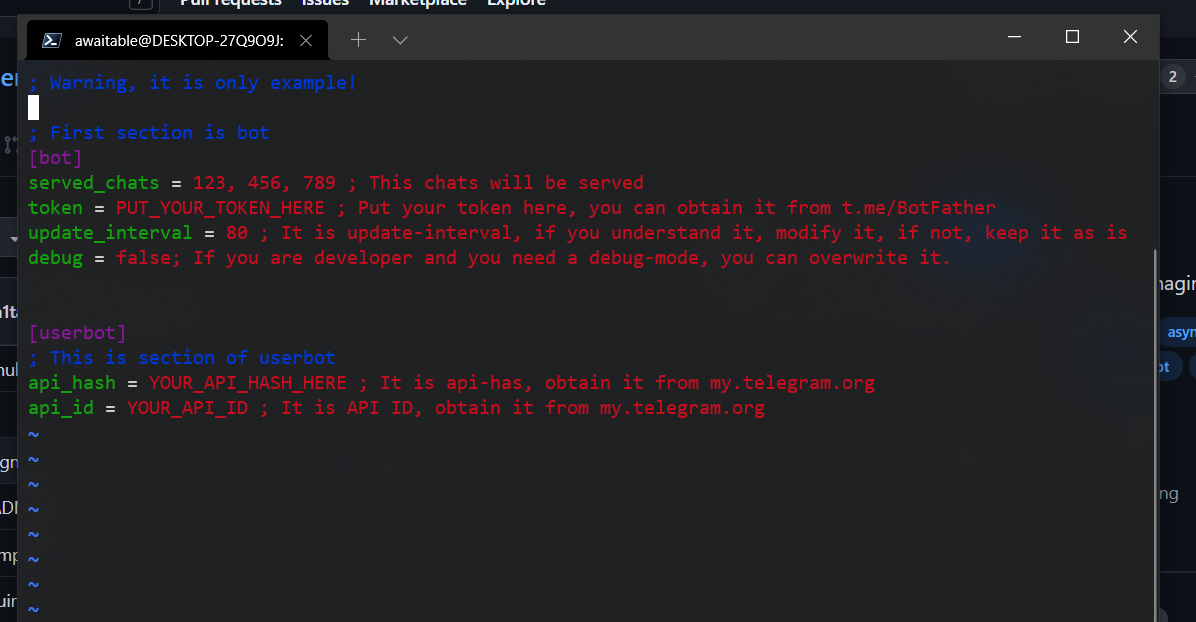 Pull requests Issues Marketplace Explore
awaitable@DESKTOP-27Q9O9J:
; Warning, it is only example!
2
; First section is bot
[bot]
served_chats = 123, 456, 789 ; This chats will be served
token = PUT_YOUR_TOKEN_HERE ; Put your token here, you can obtain it from t.me/BotFather
update_interval = 80 ; It is update-interval, if you understand it, modify it, if not, keep it as is
debug = false; If you are developer and you need a debug-mode, you can overwrite it.
[userbot]
; This is section of userbot
api_hash = YOUR_API_HASH_HERE ; It is api-has, obtain it from my.telegram.org
api_id = YOUR_API_ID ; It is API ID, obtain it from my.telegram.org
~
~
~
~
~
~
~
~